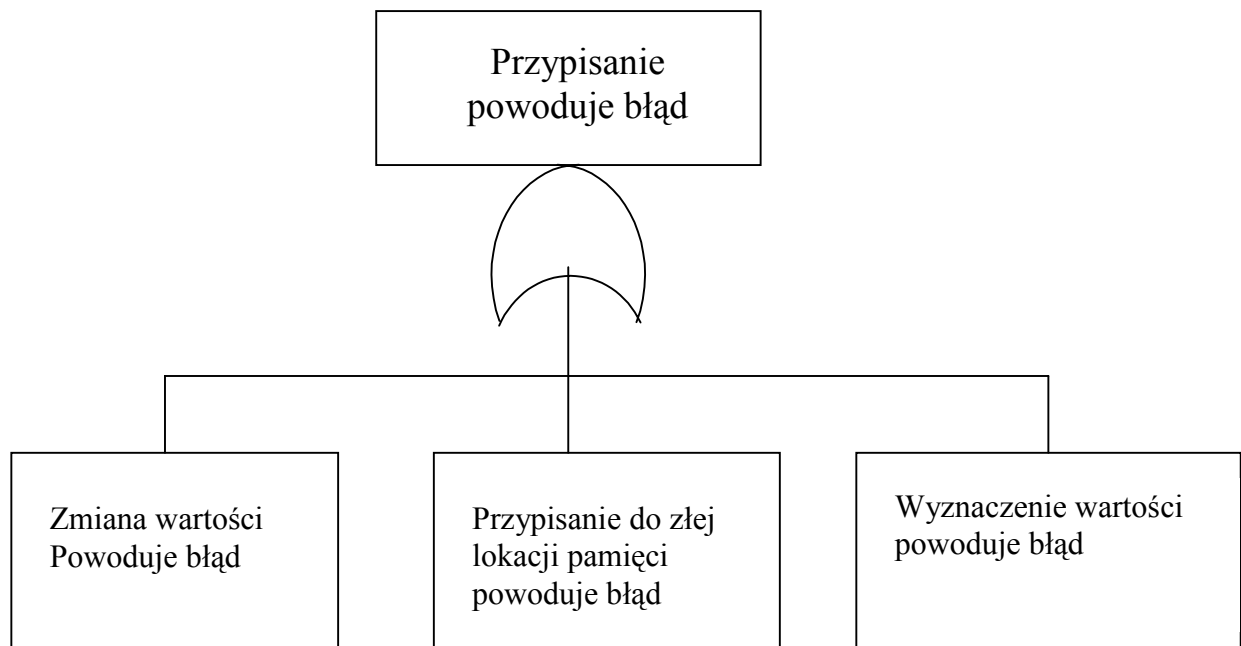 Przypisanie
powoduje błąd
Zmiana wartości
Powoduje błąd
Przypisanie do złej
lokacji pamięci
powoduje błąd
Wyznaczenie wartości
powoduje błąd